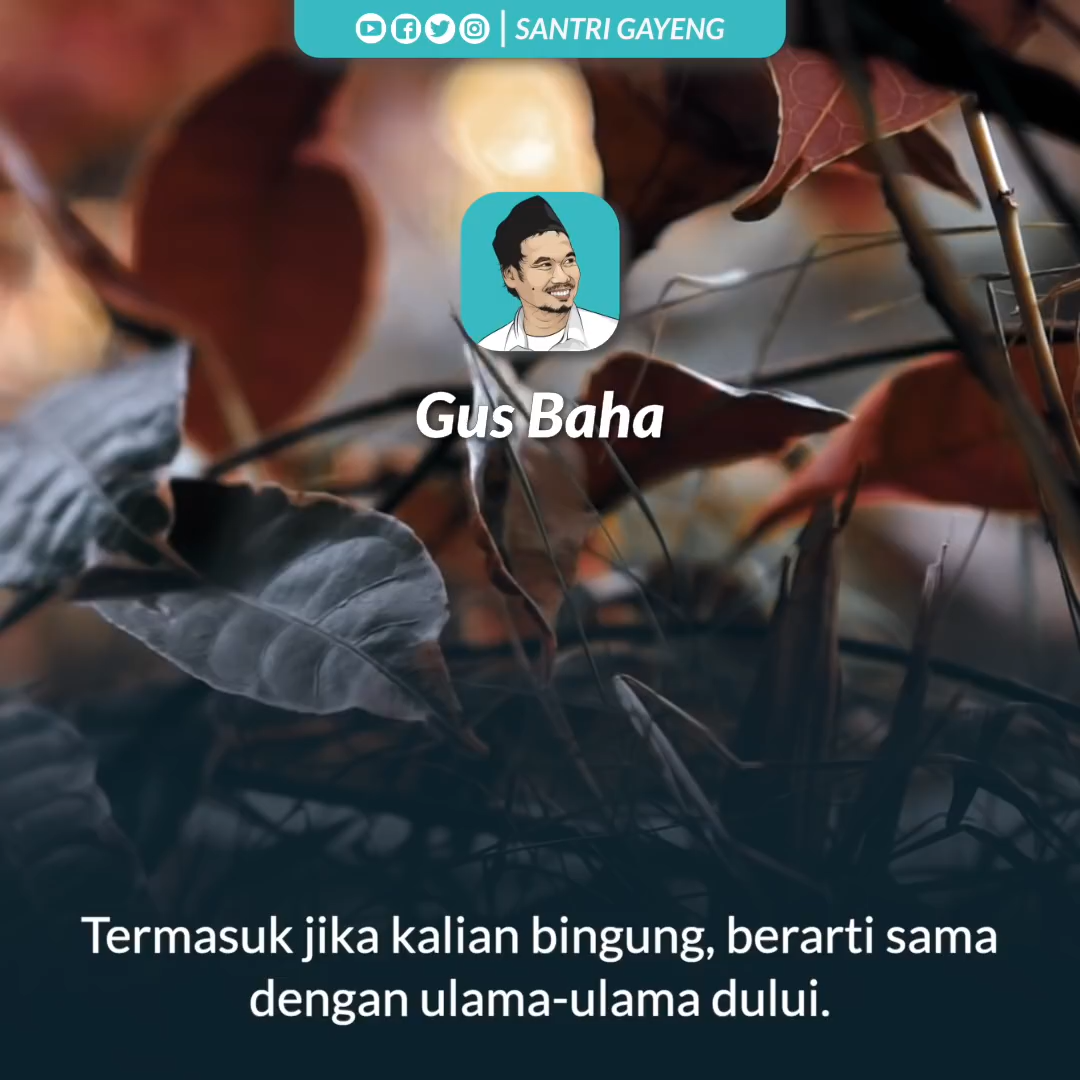 | SANTRI GAYENG
Gus Baha
Termasuk jika kalian bingung, berarti sama
dengan ulama-ulama dului.